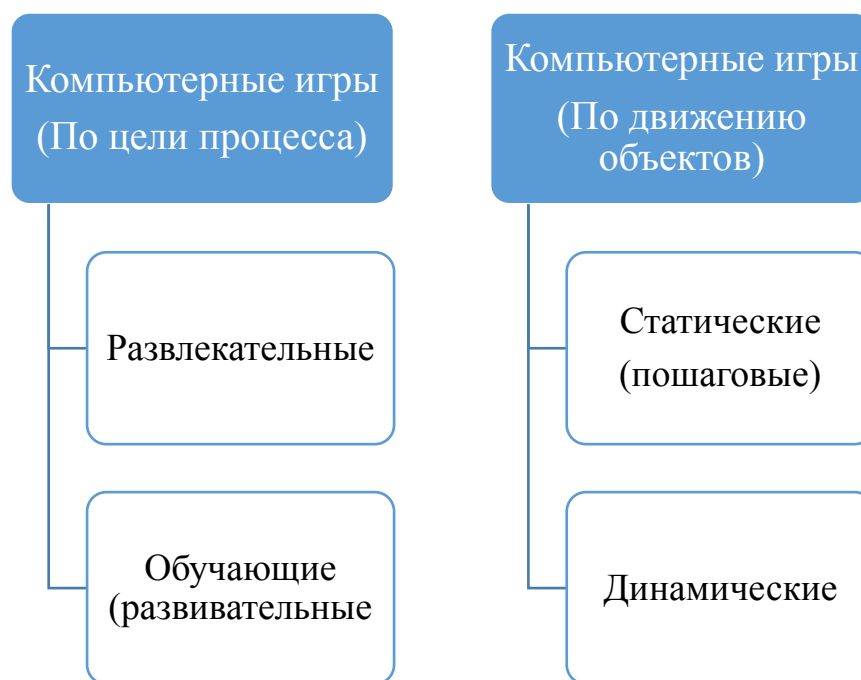 Компьютерные игры
(По цели процесса)
Развлекательные
Обучающие
(развивательные
Компьютерные игры
(По движению
объектов)
Статические
(пошаговые)
Динамические